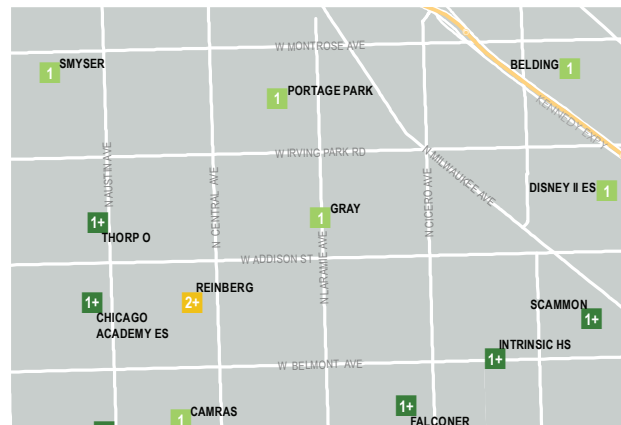 W MONTROSE AVE
SMYSER
1
BELDING
1
PORTAGE PARK
1
KENNEDY EXPY
W IRVING PARK RD
N MILWAUKEE AVE
N AUSTIN AVE
N CENTRAL AVE
N CICERO AVE
DISNEY II ES
1
GRAY
1
N LARAMIE AVE
1+
THORP O
W ADDISON ST
REINBERG
2+
1+
CHICAGO
ACADEMY ES
SCAMMON
1+
INTRINSIC HS
1+
W BELMONT AVE
CAMRAS
1
1+
FALCONER